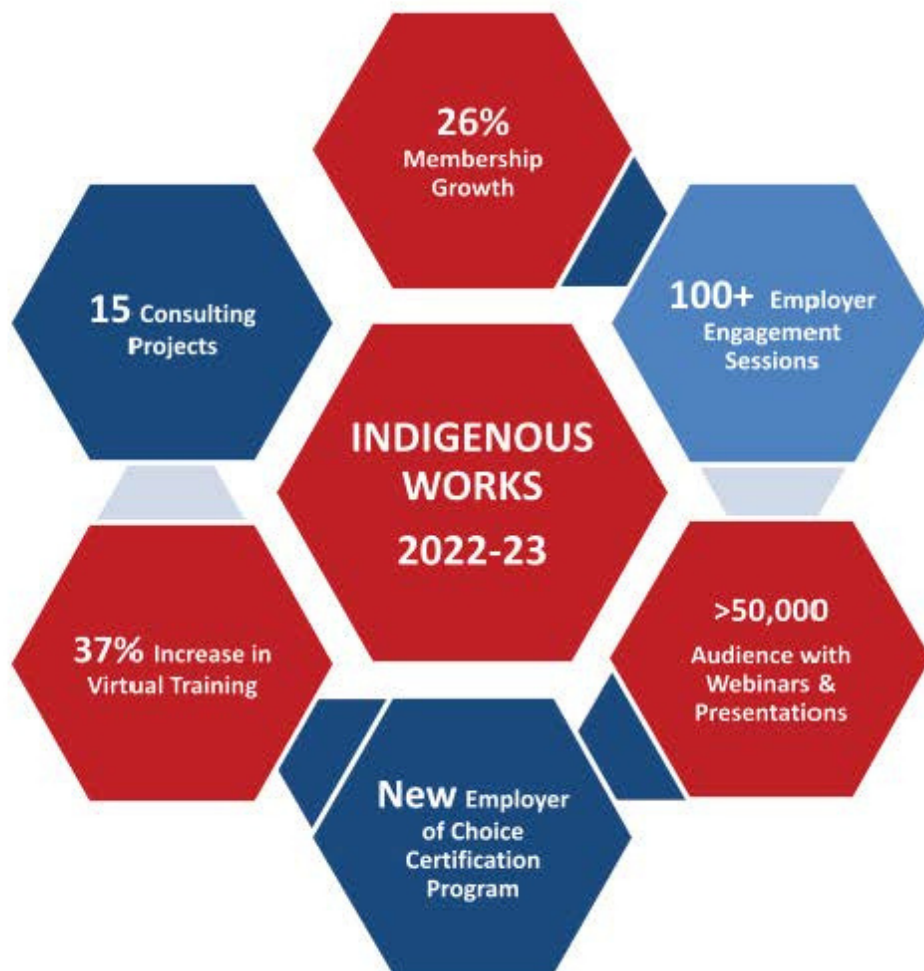 26%
Membership
Growth
100+ Employer
Engagement
Sessions
>50,000
Audience with
Webinars &
Presentations
New Employer
of Choice
Certification
Program
37% Increase in
Virtual Training
15 Consulting
Projects
INDIGENOUS
WORKS
2022-23